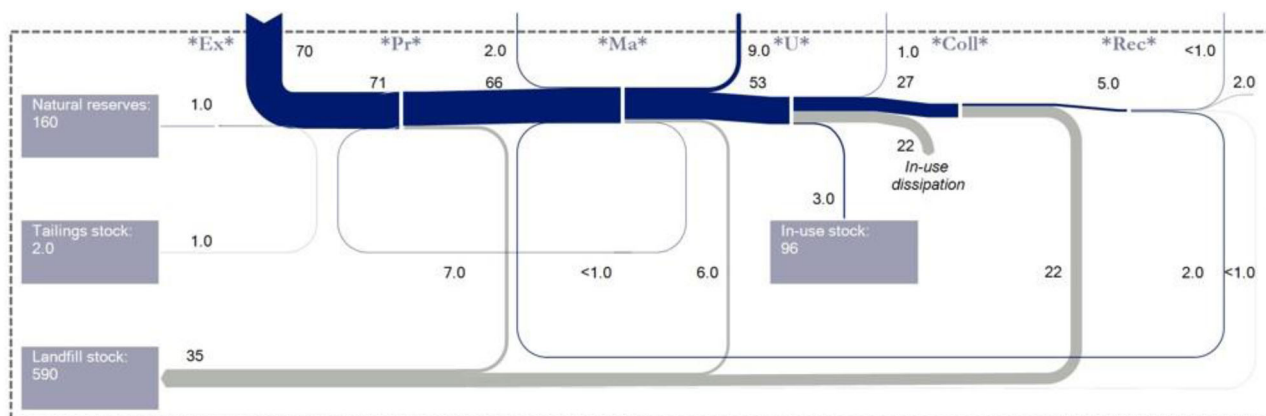 *Ex* 70 *Pr* 2.0 *Ma* 9.0 *U* 1.0 *Coll* *Rec* <1.0
71 66 53 27 5.0 2.0
Natural reserves: 1.0
160
22
In-use
dissipation
3.0
Tailings stock: 1.0
2.0
In-use stock:
96
7.0 <1.0 6.0 22 2.0 <1.0
Landfill stock: 35
590